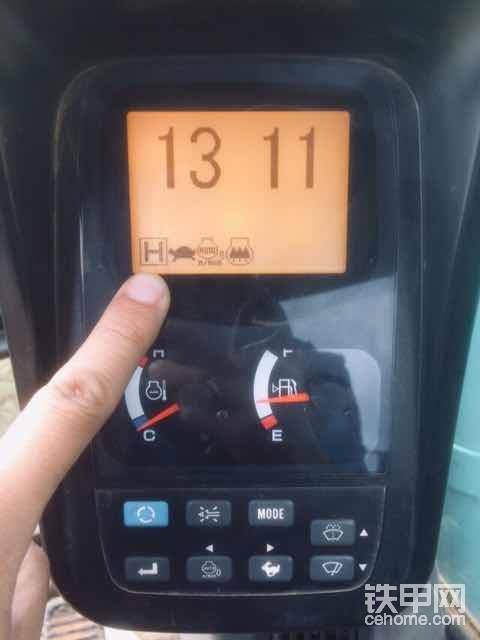 13 11
H
F
C
E
MODE
铁甲网
cehome.com